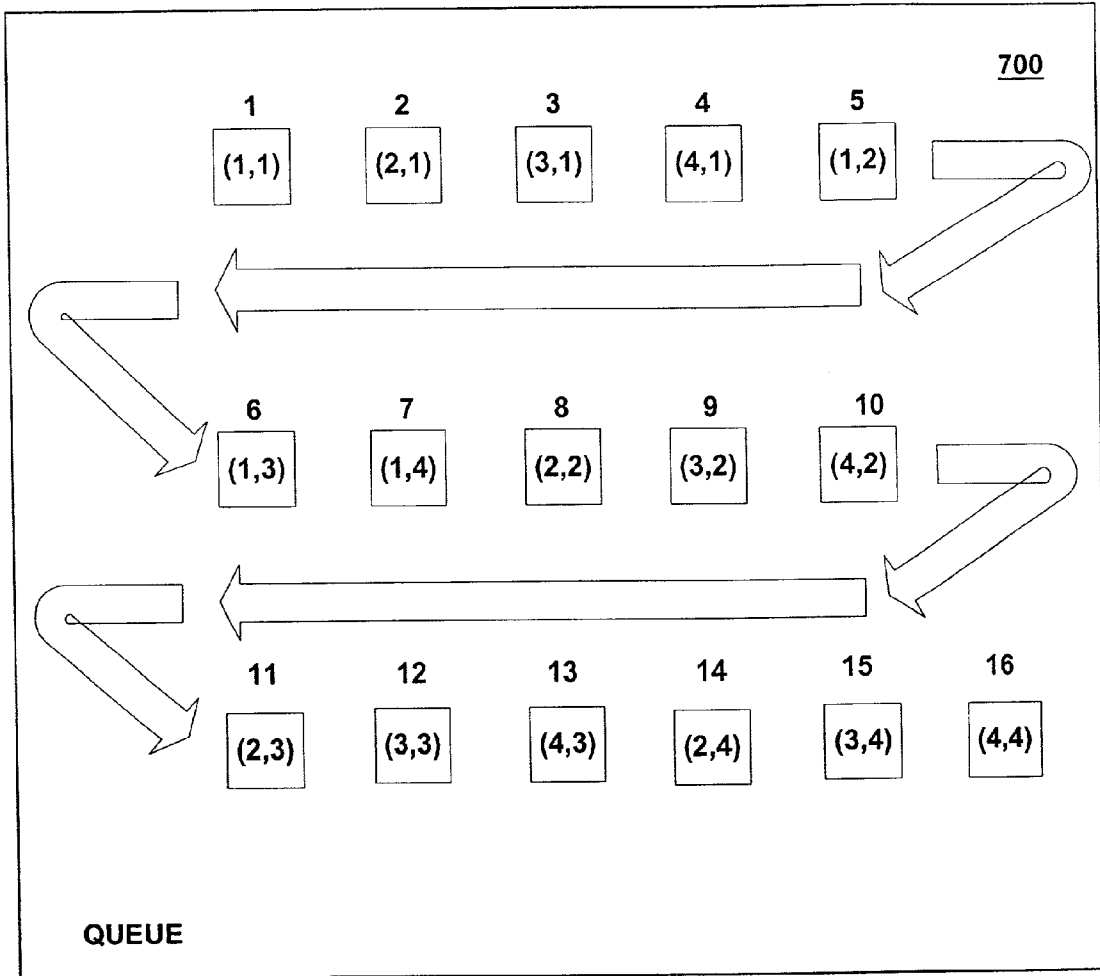 700
1 2 3 4 5
(1,1) (2,1) (3,1) (4,1) (1,2)
6 7 8 9 10
(1,3) (1,4) (2,2) (3,2) (4,2)
11 12 13 14 15 16
(2,3) (3,3) (4,3) (2,4) (3,4) (4,4)
QUEUE